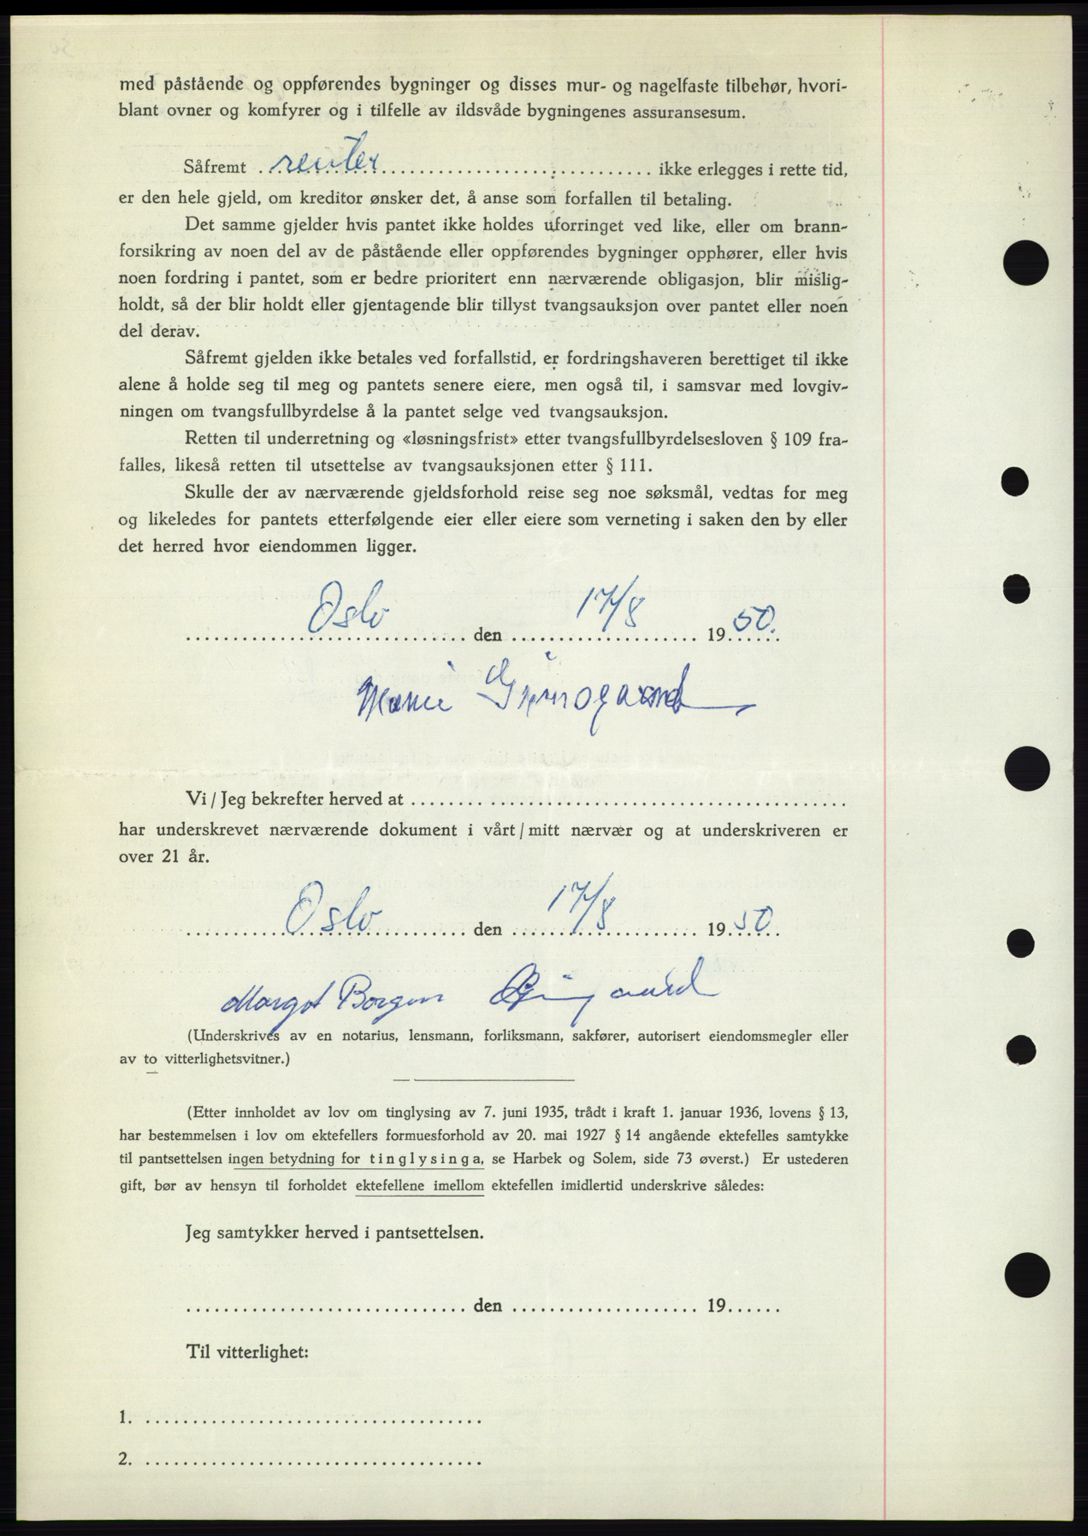 med påstående og oppførendes bygninger og disses mur- og nagelfaste tilbehør, hvori-
blant ovner og komfyrer og i tilfelle av ildsvåde bygningenes assuransesum.
Såfremt renter ikke erlegges i rette tid,
er den hele gjeld, om kreditor ønsker det, å anse som forfallen til betaling.
Det samme gjelder hvis pantet ikke holdes uforringet ved like, eller om brann-
forsikring av noen del av de påstående eller oppførendes bygninger opphører, eller hvis
noen fordring i pantet, som er bedre prioritert enn nærværende obligasjon, blir mislig-
holdt, så der blir holdt eller gjentagende blir tillyst tvangsauksjon over pantet eller noen
del derav.
Såfremt gjelden ikke betales ved forfallstid, er fordringshaveren berettiget til ikke
alene å holde seg til meg og pantets senere eiere, men også til, i samsvar med lovgiv-
ningen om tvangsfullbyrdelse å la pantet selge ved tvangsauksjon.
Retten til underretning og «løsningsfrist» etter tvangsfullbyrdelsesloven § 109 fra-
falles, likeså retten til utsettelse av tvangsauksjonen etter § 111.
Skulle der av nærværende gjeldsforhold reise seg noe søksmål, vedtas for meg
og likeledes for pantets etterfølgende eier eller eiere som verneting i saken den by eller
det herred hvor eiendommen ligger.
Oslo den 17/8 1950.
Vi / Jeg bekrefter herved at
har underskrevet nærværende dokument i vårt / mitt nærvær og at underskriveren er
over 21 år.
Oslo den 17/8 1950.
Margot Borgen
(Underskrives av en notarius, lensmann, forliksmann, sakfører, autorisert eiendomsmegler eller
av to vitterlighetsvitner.)
(Etter innholdet av lov om tinglysing av 7. juni 1935, trådt i kraft 1. januar 1936, lovens § 13,
har bestemmelsen i lov om ektefellers formuesforhold av 20. mai 1927 § 14 angående ektefelles samtykke
til pantsettelsen ingen betydning for tinglysinga, se Harbek og Solem, side 73 øverst.) Er ustederen
gift, bør av hensyn til forholdet ektefellene imellom ektefellen imidlertid underskrive således:
Jeg samtykker herved i pantsettelsen.
den 19
Til vitterlighet:
1.
2.